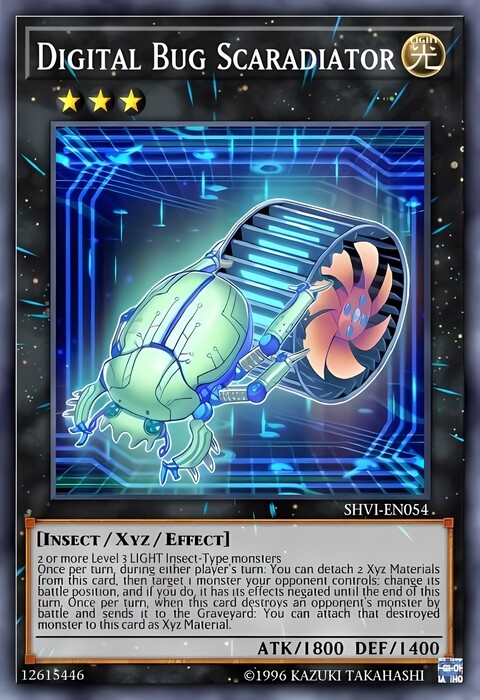 DIGITAL BUG SCARADIATOR
LIGHT
光
SHVI-EN054
[INSECT / XYZ / EFFECT]
2 or more Level 3 LIGHT Insect-Type monsters
Once per turn, during either player's turn: You can detach 2 Xyz Materials
from this card, then target 1 monster your opponent controls; change its
battle position, and if you do, it has its effects negated until the end of this
turn. Once per turn, when this card destroys an opponent's monster by
battle and sends it to the Graveyard: You can attach that destroyed
monster to this card as Xyz Material.
ATK/1800 DEF/1400
12615446
©1996 KAZUKI TAKAHASHI